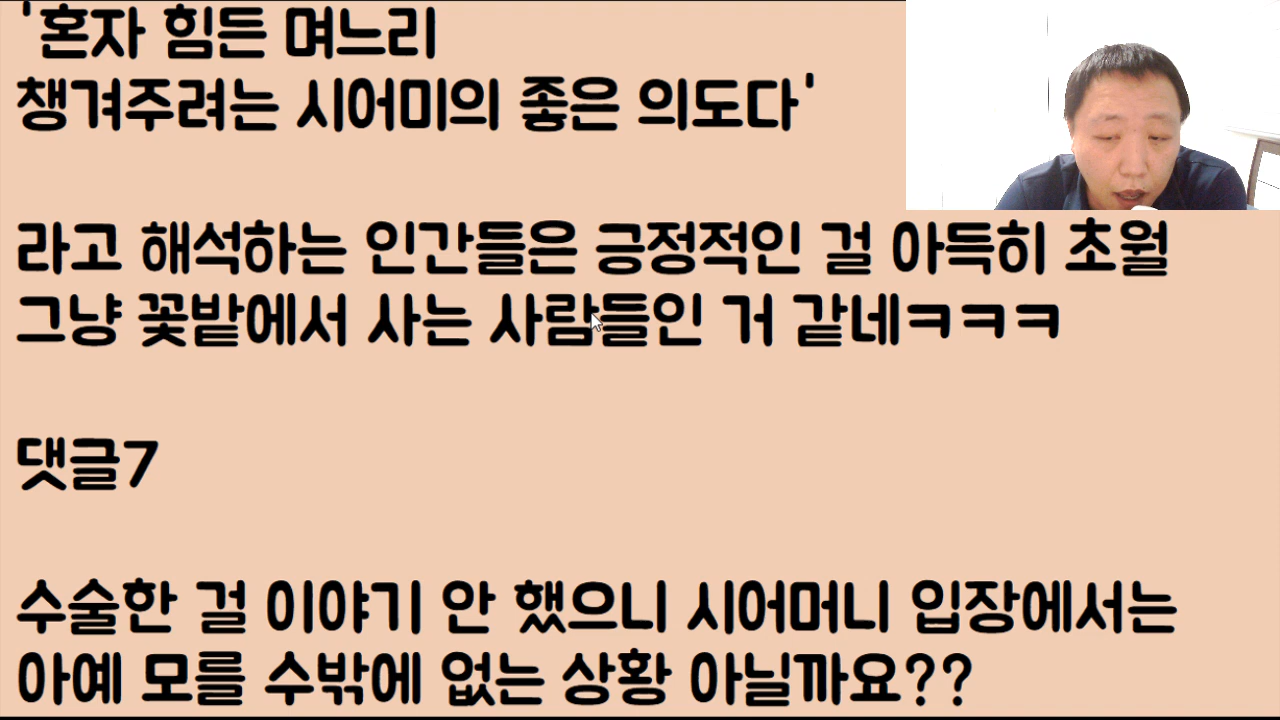 '혼자 힘든 며느리
챙겨주려는 시어미의 좋은 의도다'
라고 해석하는 인간들은 긍정적인 걸 아득히 초월
그냥 꽃밭에서 사는 사람들인 거 같네ㅋㅋㅋ
댓글7
수술한 걸 이야기 안 했으니 시어머니 입장에서는
아예 모를 수밖에 없는 상황 아닐까요??